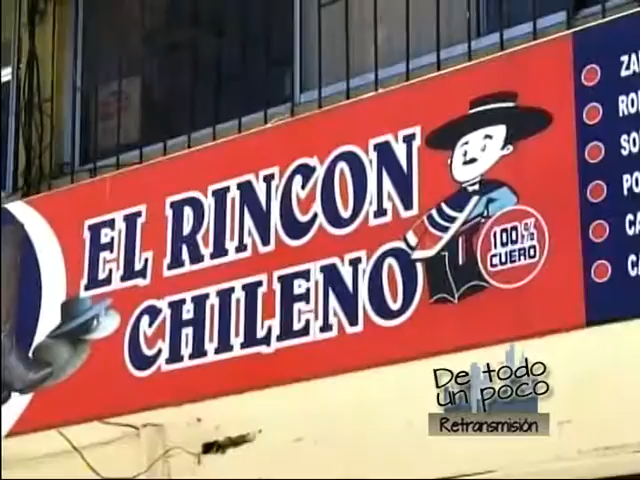 EL RINCON
CHILENO
100%
CUERO
De todo
un poco
Retransmisión